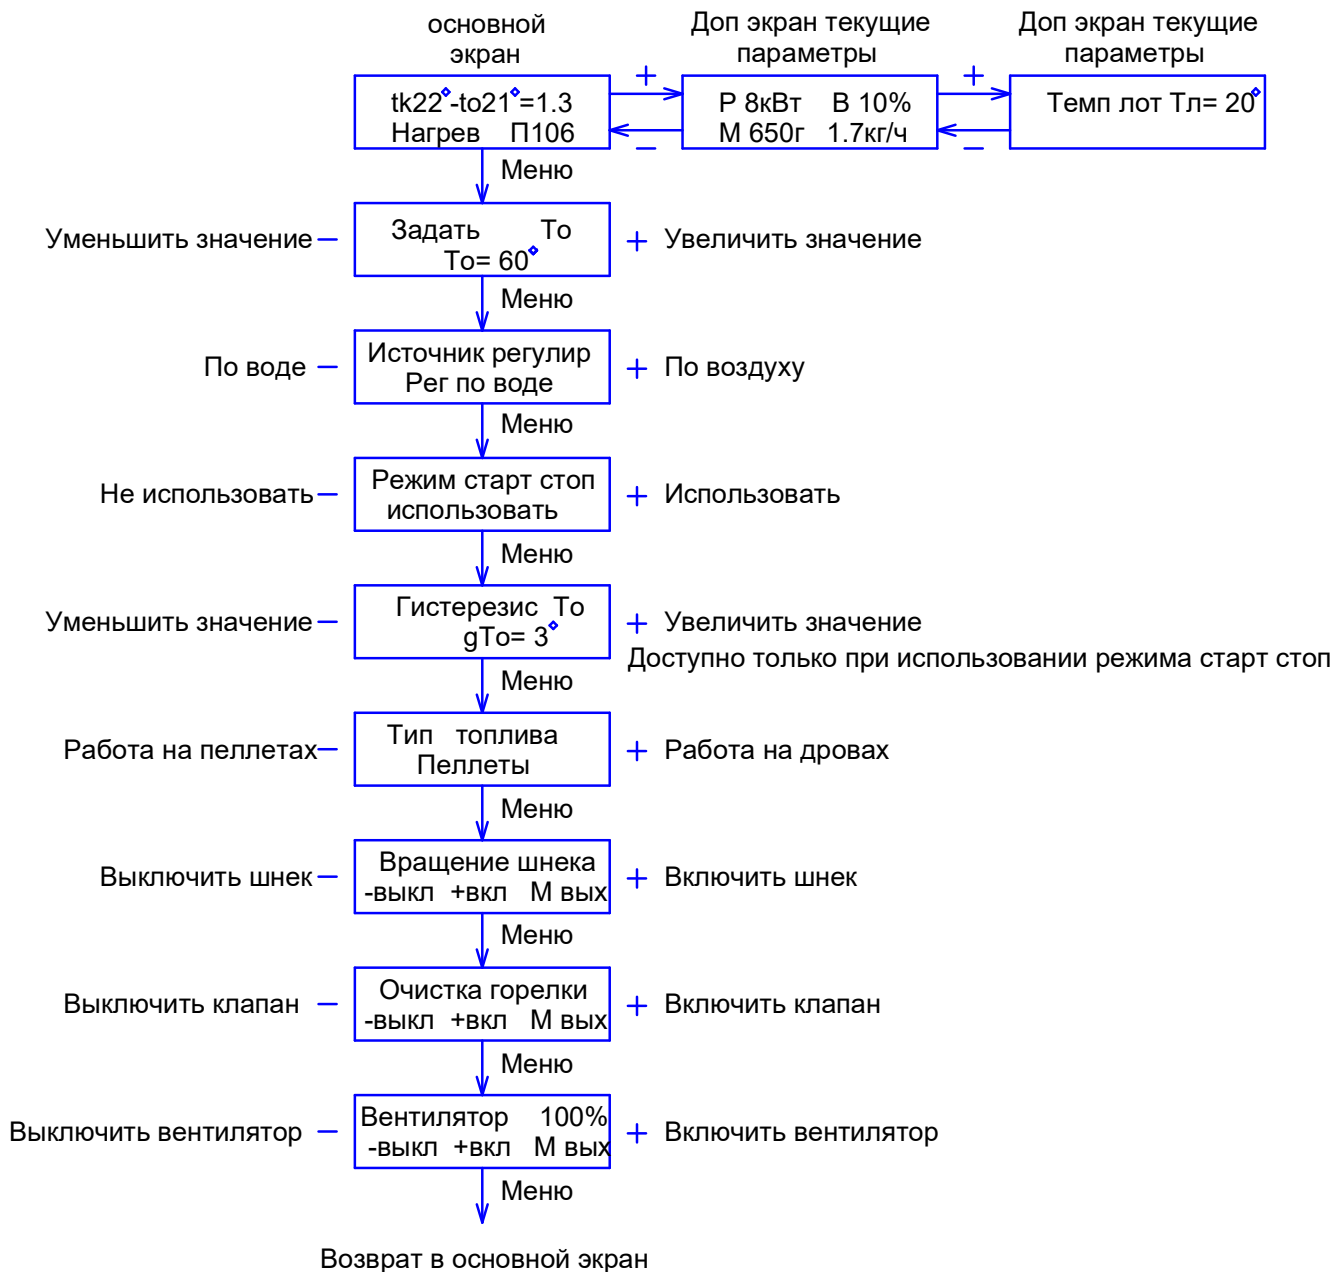 основной
экран
Доп экран текущие
параметры
Доп экран текущие
параметры
tk22°-to21°=1.3
Нагрев П106
+
−
Р 8кВт В 10%
М 650г 1.7кг/ч
+
−
Темп лот Тл= 20°
Меню
Уменьшить значение −
Задать То
То= 60°
+ Увеличить значение
Меню
По воде −
Источник регулир
Рег по воде
+ По воздуху
Меню
Не использовать −
Режим старт стоп
использовать
+ Использовать
Меню
Уменьшить значение −
Гистерезис То
gТо= 3°
+ Увеличить значение
Доступно только при использовании режима старт стоп
Меню
Работа на пеллетах −
Тип топлива
Пеллеты
+ Работа на дровах
Меню
Выключить шнек −
Вращение шнека
-выкл +вкл М вых
+ Включить шнек
Меню
Выключить клапан −
Очистка горелки
-выкл +вкл М вых
+ Включить клапан
Меню
Выключить вентилятор −
Вентилятор 100%
-выкл +вкл М вых
+ Включить вентилятор
Меню
Возврат в основной экран